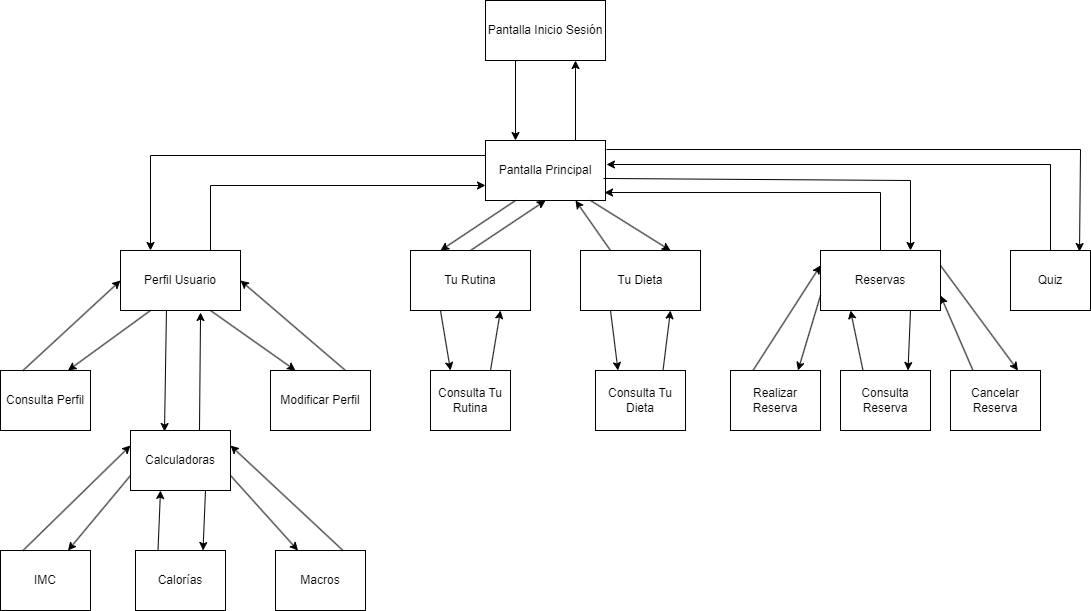 Pantalla Inicio Sesión
Pantalla Principal
Perfil Usuario
Tu Rutina
Tu Dieta
Reservas
Quiz
Consulta Perfil
Modificar Perfil
Consulta Tu
Rutina
Consulta Tu
Dieta
Realizar
Reserva
Consulta
Reserva
Cancelar
Reserva
Calculadoras
IMC
Calorías
Macros